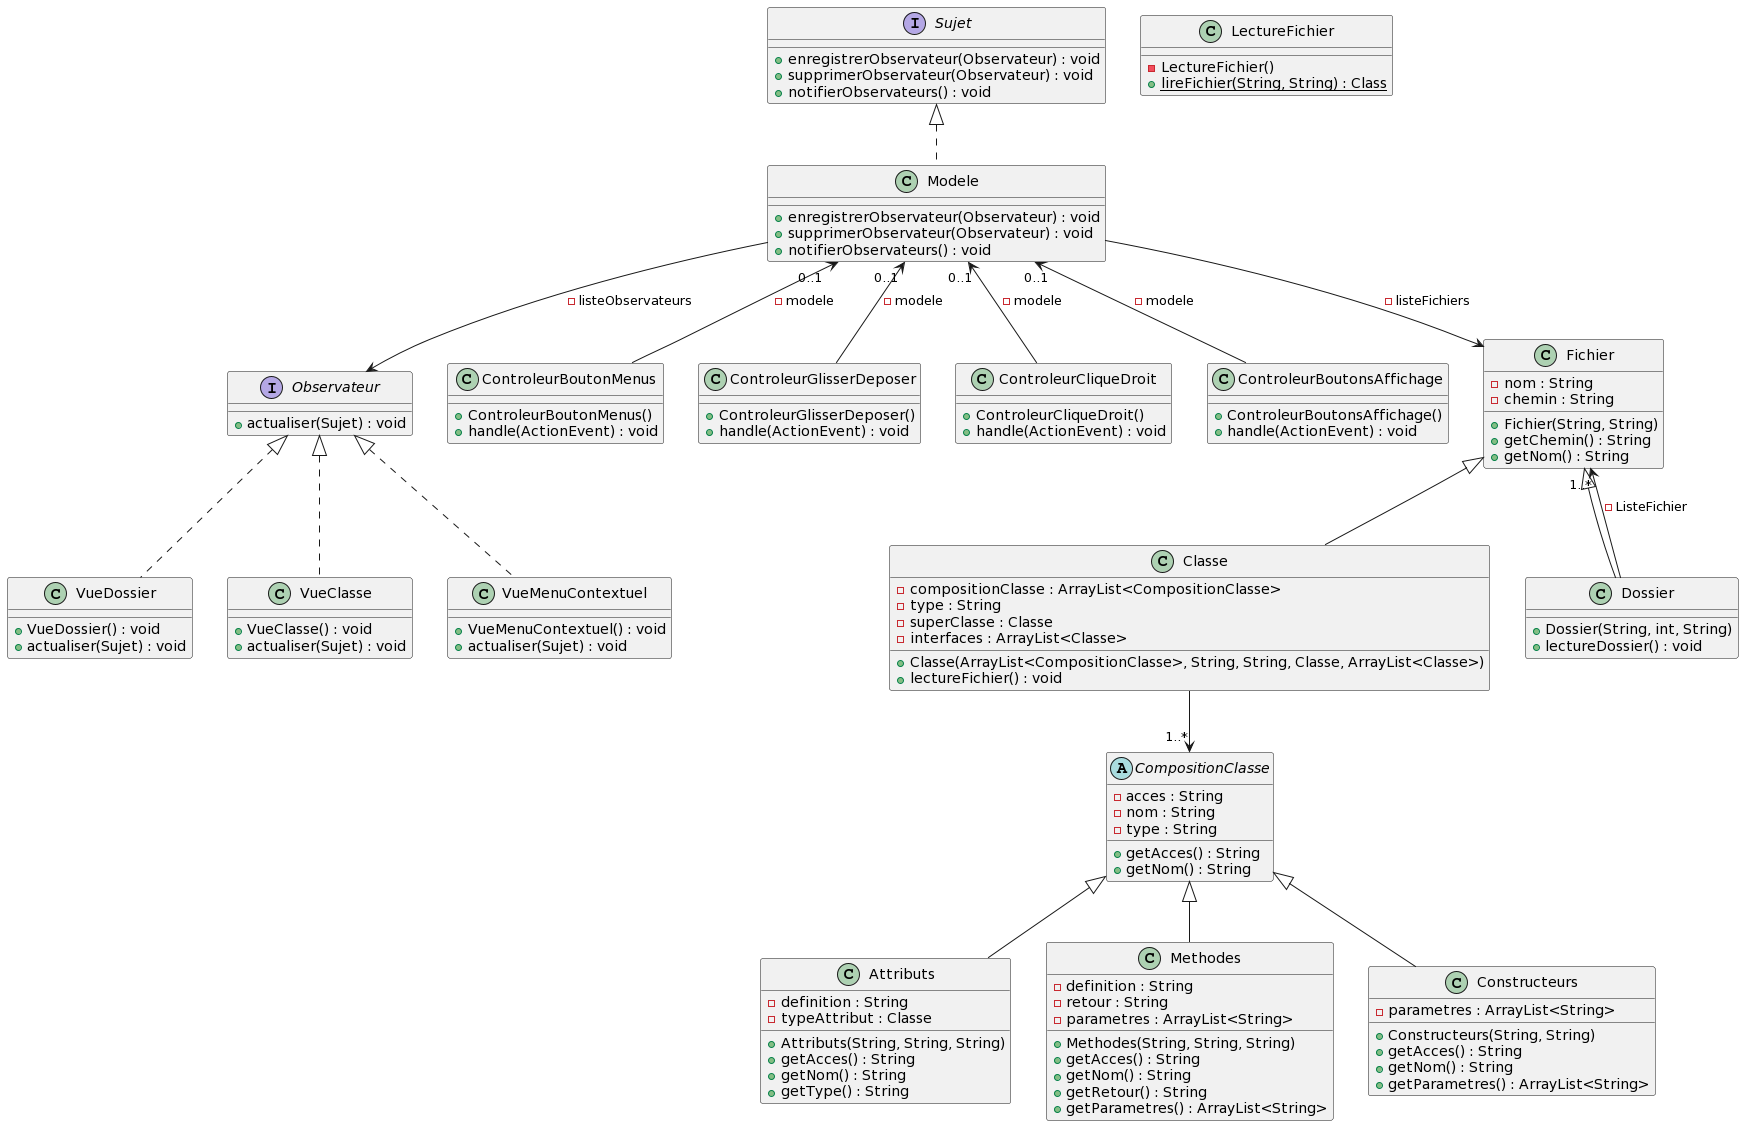 I Sujet
enregistrerObservateur(Observateur) : void
supprimerObservateur(Observateur) : void
notifierObservateurs() : void
C LectureFichier
LectureFichier()
lireFichier(String, String) : Class
C Modele
enregistrerObservateur(Observateur) : void
supprimerObservateur(Observateur) : void
notifierObservateurs() : void
0..1
0..1
0..1
0..1
listeObservateurs
modele
modele
modele
modele
listeFichiers
I Observateur
actualiser(Sujet) : void
C ControleurBoutonMenus
ControleurBoutonMenus()
handle(ActionEvent) : void
C ControleurGlisserDeposer
ControleurGlisserDeposer()
handle(ActionEvent) : void
C ControleurCliqueDroit
ControleurCliqueDroit()
handle(ActionEvent) : void
C ControleurBoutonsAffichage
ControleurBoutonsAffichage()
handle(ActionEvent) : void
C Fichier
nom : String
chemin : String
Fichier(String, String)
getChemin() : String
getNom() : String
1..*
ListeFichier
C VueDossier
VueDossier() : void
actualiser(Sujet) : void
C VueClasse
VueClasse() : void
actualiser(Sujet) : void
C VueMenuContextuel
VueMenuContextuel() : void
actualiser(Sujet) : void
C Classe
compositionClasse : ArrayList<CompositionClasse>
type : String
superClasse : Classe
interfaces : ArrayList<Classe>
Classe(ArrayList<CompositionClasse>, String, String, Classe, ArrayList<Classe>)
lectureFichier() : void
C Dossier
Dossier(String, int, String)
lectureDossier() : void
1..*
A CompositionClasse
acces : String
nom : String
type : String
getAcces() : String
getNom() : String
C Attributs
definition : String
typeAttribut : Classe
Attributs(String, String, String)
getAcces() : String
getNom() : String
getType() : String
C Methodes
definition : String
retour : String
parametres : ArrayList<String>
Methodes(String, String, String)
getAcces() : String
getNom() : String
getRetour() : String
getParametres() : ArrayList<String>
C Constructeurs
parametres : ArrayList<String>
Constructeurs(String, String)
getAcces() : String
getNom() : String
getParametres() : ArrayList<String>